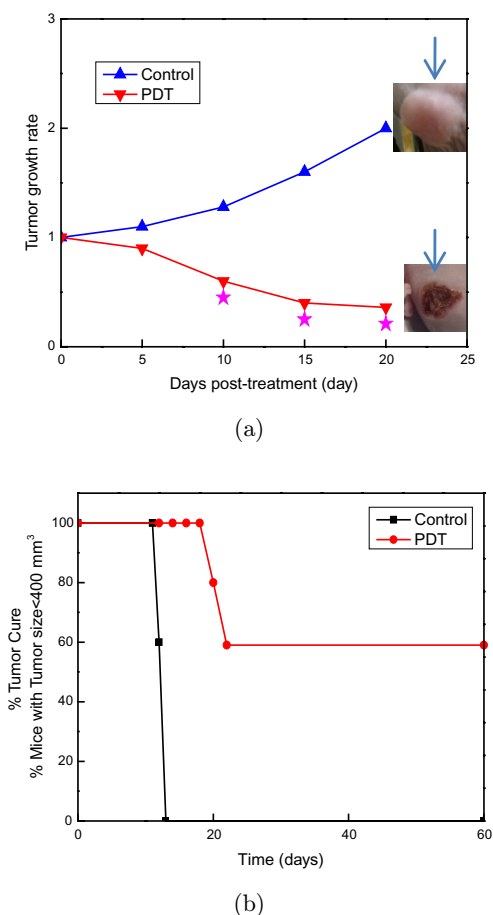 3
Control
PDT
2
Turmor growth rate
1
0
0 5 10 15 20 25
Days post-treatment (day)
(a)
Control
PDT
100
80
60
40
20
0
% Tumor Cure
% Mice with Tumor size<400 mm³
0 20 40 60
Time (days)
(b)